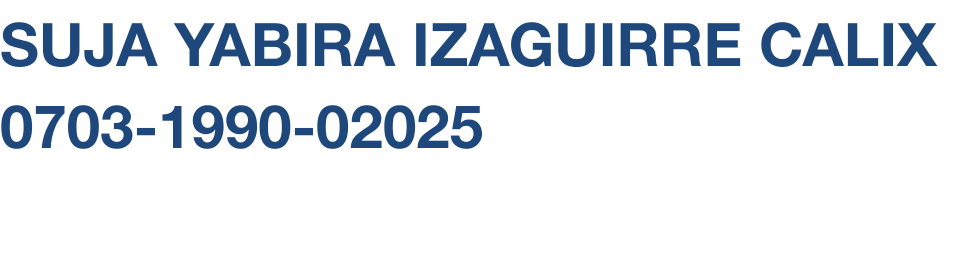 SUJA YABIRA IZAGUIRRE CALIX
0703-1990-02025